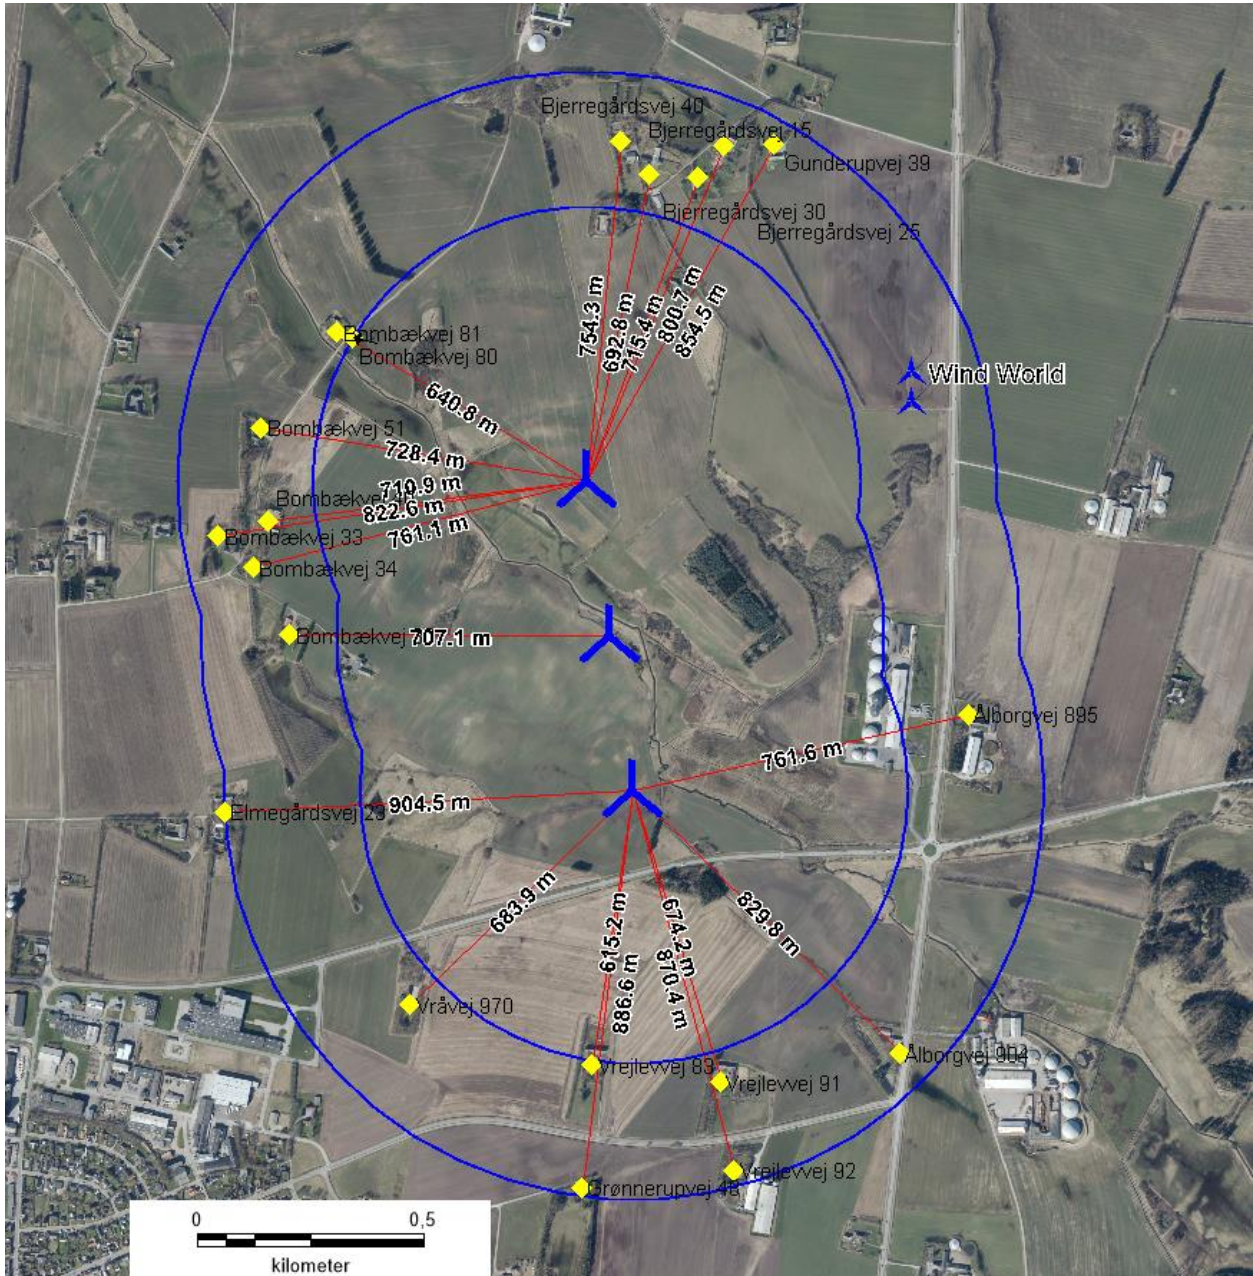 Bjerregårdsvej 40
Bjerregårdsvej 15
Gunderupvej 39
Bjerregårdsvej 30
Bjerregårdsvej 25
754.3 m
692.8 m
715.4 m
800.7 m
854.5 m
Bombækvej 81
Bombækvej 80
Wind World
640.8 m
Bombækvej 51
728.4 m
710.9 m
Bombækvej
822.6 m
Bombækvej 33
761.1 m
Bombækvej 34
Bombækvej
707.1 m
Ålborgvej 895
761.6 m
Elmegårdsvej 23
904.5 m
683.9 m
615.2 m
886.6 m
674.2 m
870.4 m
829.8 m
Vråvej 970
Vrejlevvej 83
Vrejlevvej 91
Ålborgvej 904
Vrejlevvej 92
Grønnerupvej 48
0 0,5
kilometer